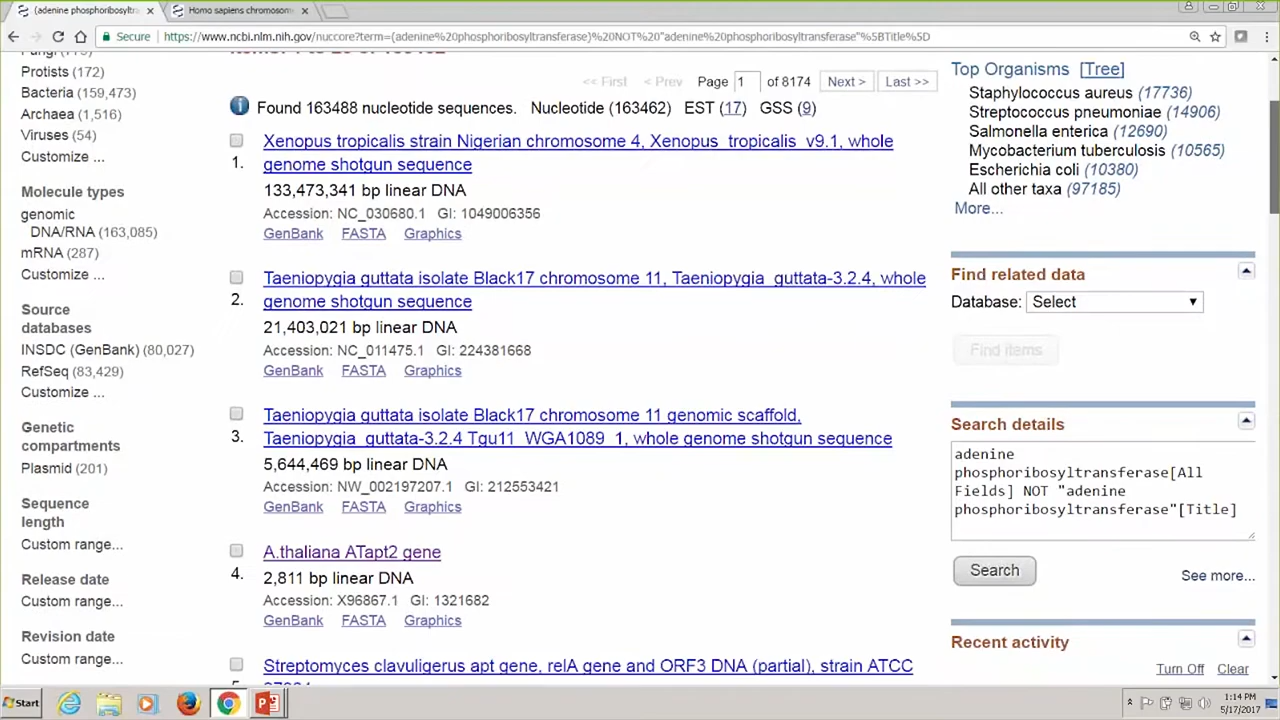 (adenine phosphoribosyltra
Homo sapiens chromosome
Secure
https://www.ncbi.nlm.nih.gov/nuccore?term=(adenine%20phosphoribosyltransferase)%20NOT%20"adenine%20phosphoribosyltransferase"%5BTitle%5D
Protists (172)
Bacteria (159,473)
Archaea (1,516)
Viruses (54)
Customize ...
Molecule types
genomic
DNA/RNA (163,085)
mRNA (287)
Customize ...
Source
databases
INSDC (GenBank) (80,027)
RefSeq (83,429)
Customize ...
Genetic
compartments
Plasmid (201)
Sequence
length
Custom range...
Release date
Custom range...
Revision date
Custom range...
<< First < Prev Page 1 of 8174 Next > Last >>
Found 163488 nucleotide sequences. Nucleotide (163462) EST (17) GSS (9)
Xenopus tropicalis strain Nigerian chromosome 4, Xenopus_tropicalis_v9.1, whole
1. genome shotgun sequence
133,473,341 bp linear DNA
Accession: NC_030680.1 GI: 1049006356
GenBank FASTA Graphics
Taeniopygia guttata isolate Black17 chromosome 11, Taeniopygia_guttata-3.2.4, whole
2. genome shotgun sequence
21,403,021 bp linear DNA
Accession: NC_011475.1 GI: 224381668
GenBank FASTA Graphics
Taeniopygia guttata isolate Black17 chromosome 11 genomic scaffold,
3. Taeniopygia_guttata-3.2.4 Tgu11_WGA1089_1, whole genome shotgun sequence
5,644,469 bp linear DNA
Accession: NW_002197207.1 GI: 212553421
GenBank FASTA Graphics
A.thaliana ATapt2 gene
4. 2,811 bp linear DNA
Accession: X96867.1 GI: 1321682
GenBank FASTA Graphics
Streptomyces clavuligerus apt gene, relA gene and ORF3 DNA (partial), strain ATCC
Top Organisms [Tree]
Staphylococcus aureus (17736)
Streptococcus pneumoniae (14906)
Salmonella enterica (12690)
Mycobacterium tuberculosis (10565)
Escherichia coli (10380)
All other taxa (97185)
More...
Find related data
Database: Select
Find items
Search details
adenine
phosphoribosyltransferase[All
Fields] NOT "adenine
phosphoribosyltransferase"[Title]
Search
See more...
Recent activity
Turn Off Clear
Start
1:14 PM
5/17/2017